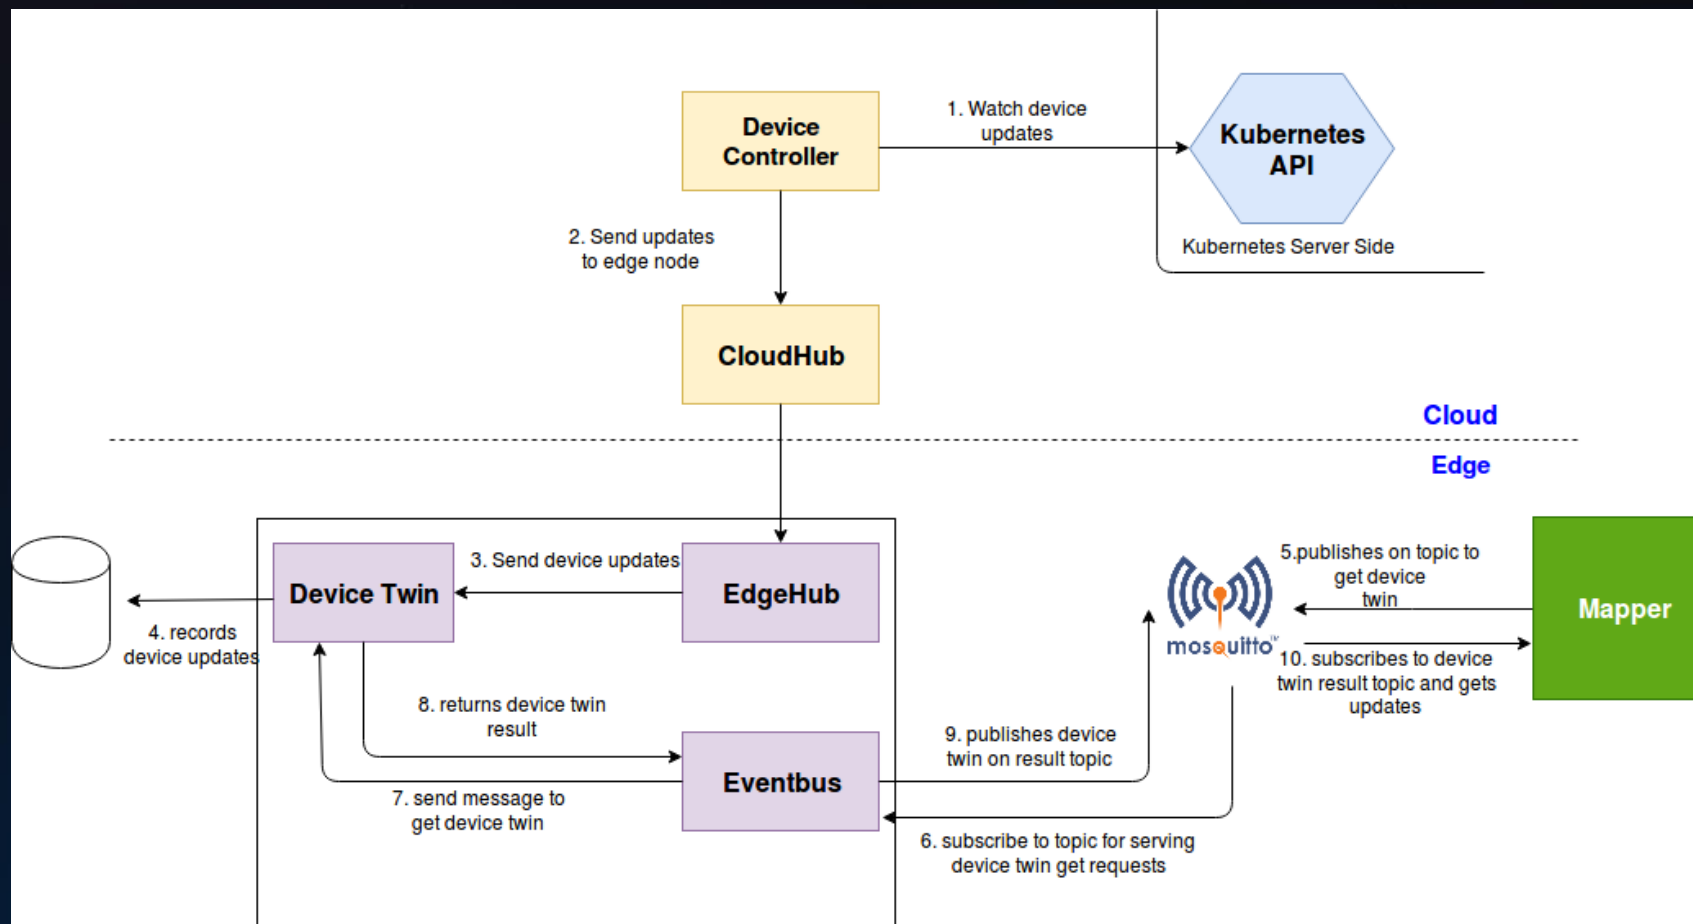 1. Watch device
updates
Device
Controller
Kubernetes
API
Kubernetes Server Side
2. Send updates
to edge node
CloudHub
Cloud
Edge
3. Send device updates
Device Twin
EdgeHub
4. records
device updates
5.publishes on topic to
get device
twin
Mapper
mosquitto™
10. subscribes to device
twin result topic and gets
updates
8. returns device twin
result
Eventbus
9. publishes device
twin on result topic
7. send message to
get device twin
6. subscribe to topic for serving
device twin get requests